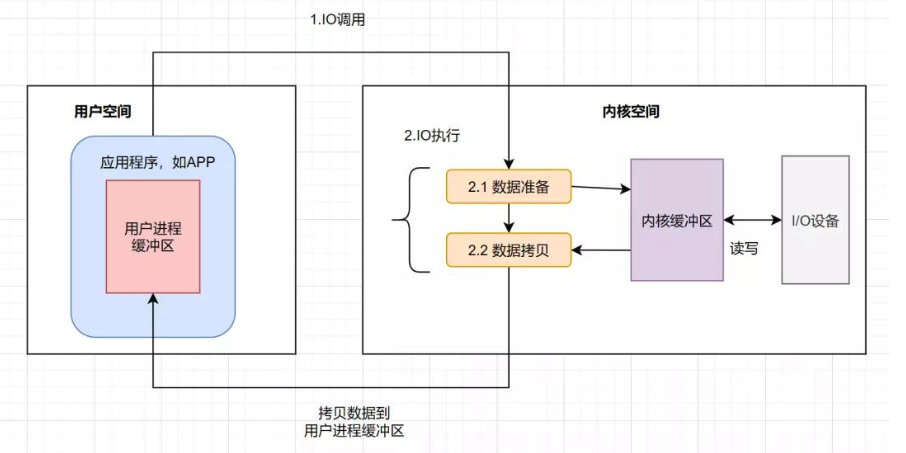 1.IO调用
用户空间
内核空间
应用程序，如APP
用户进程
缓冲区
2.IO执行
2.1 数据准备
2.2 数据拷贝
内核缓冲区
读写
I/O设备
拷贝数据到
用户进程缓冲区